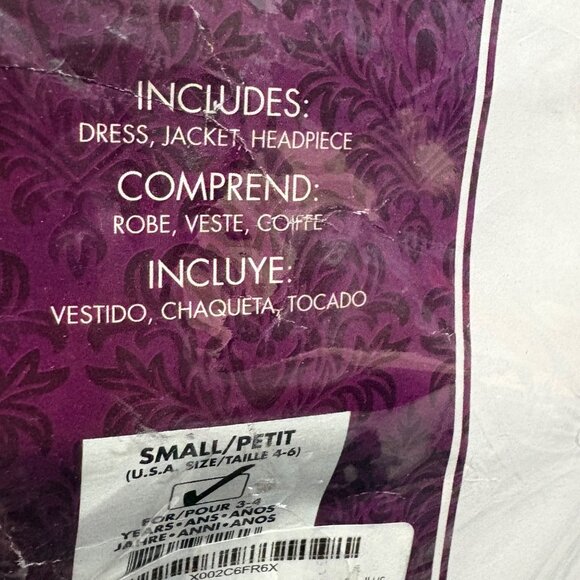 INCLUDES:
DRESS, JACKET, HEADPIECE
COMPREND:
ROBE, VESTE, COIFFE
INCLUYE:
VESTIDO, CHAQUETA, TOCADO
SMALL/PETIT
(U.S.A. SIZE/TAILLE 4-6)
FOR/POUR 3-4
YEARS•ANS•AÑOS
JAHRE•ANNI•ANOS
X002C6FR6X